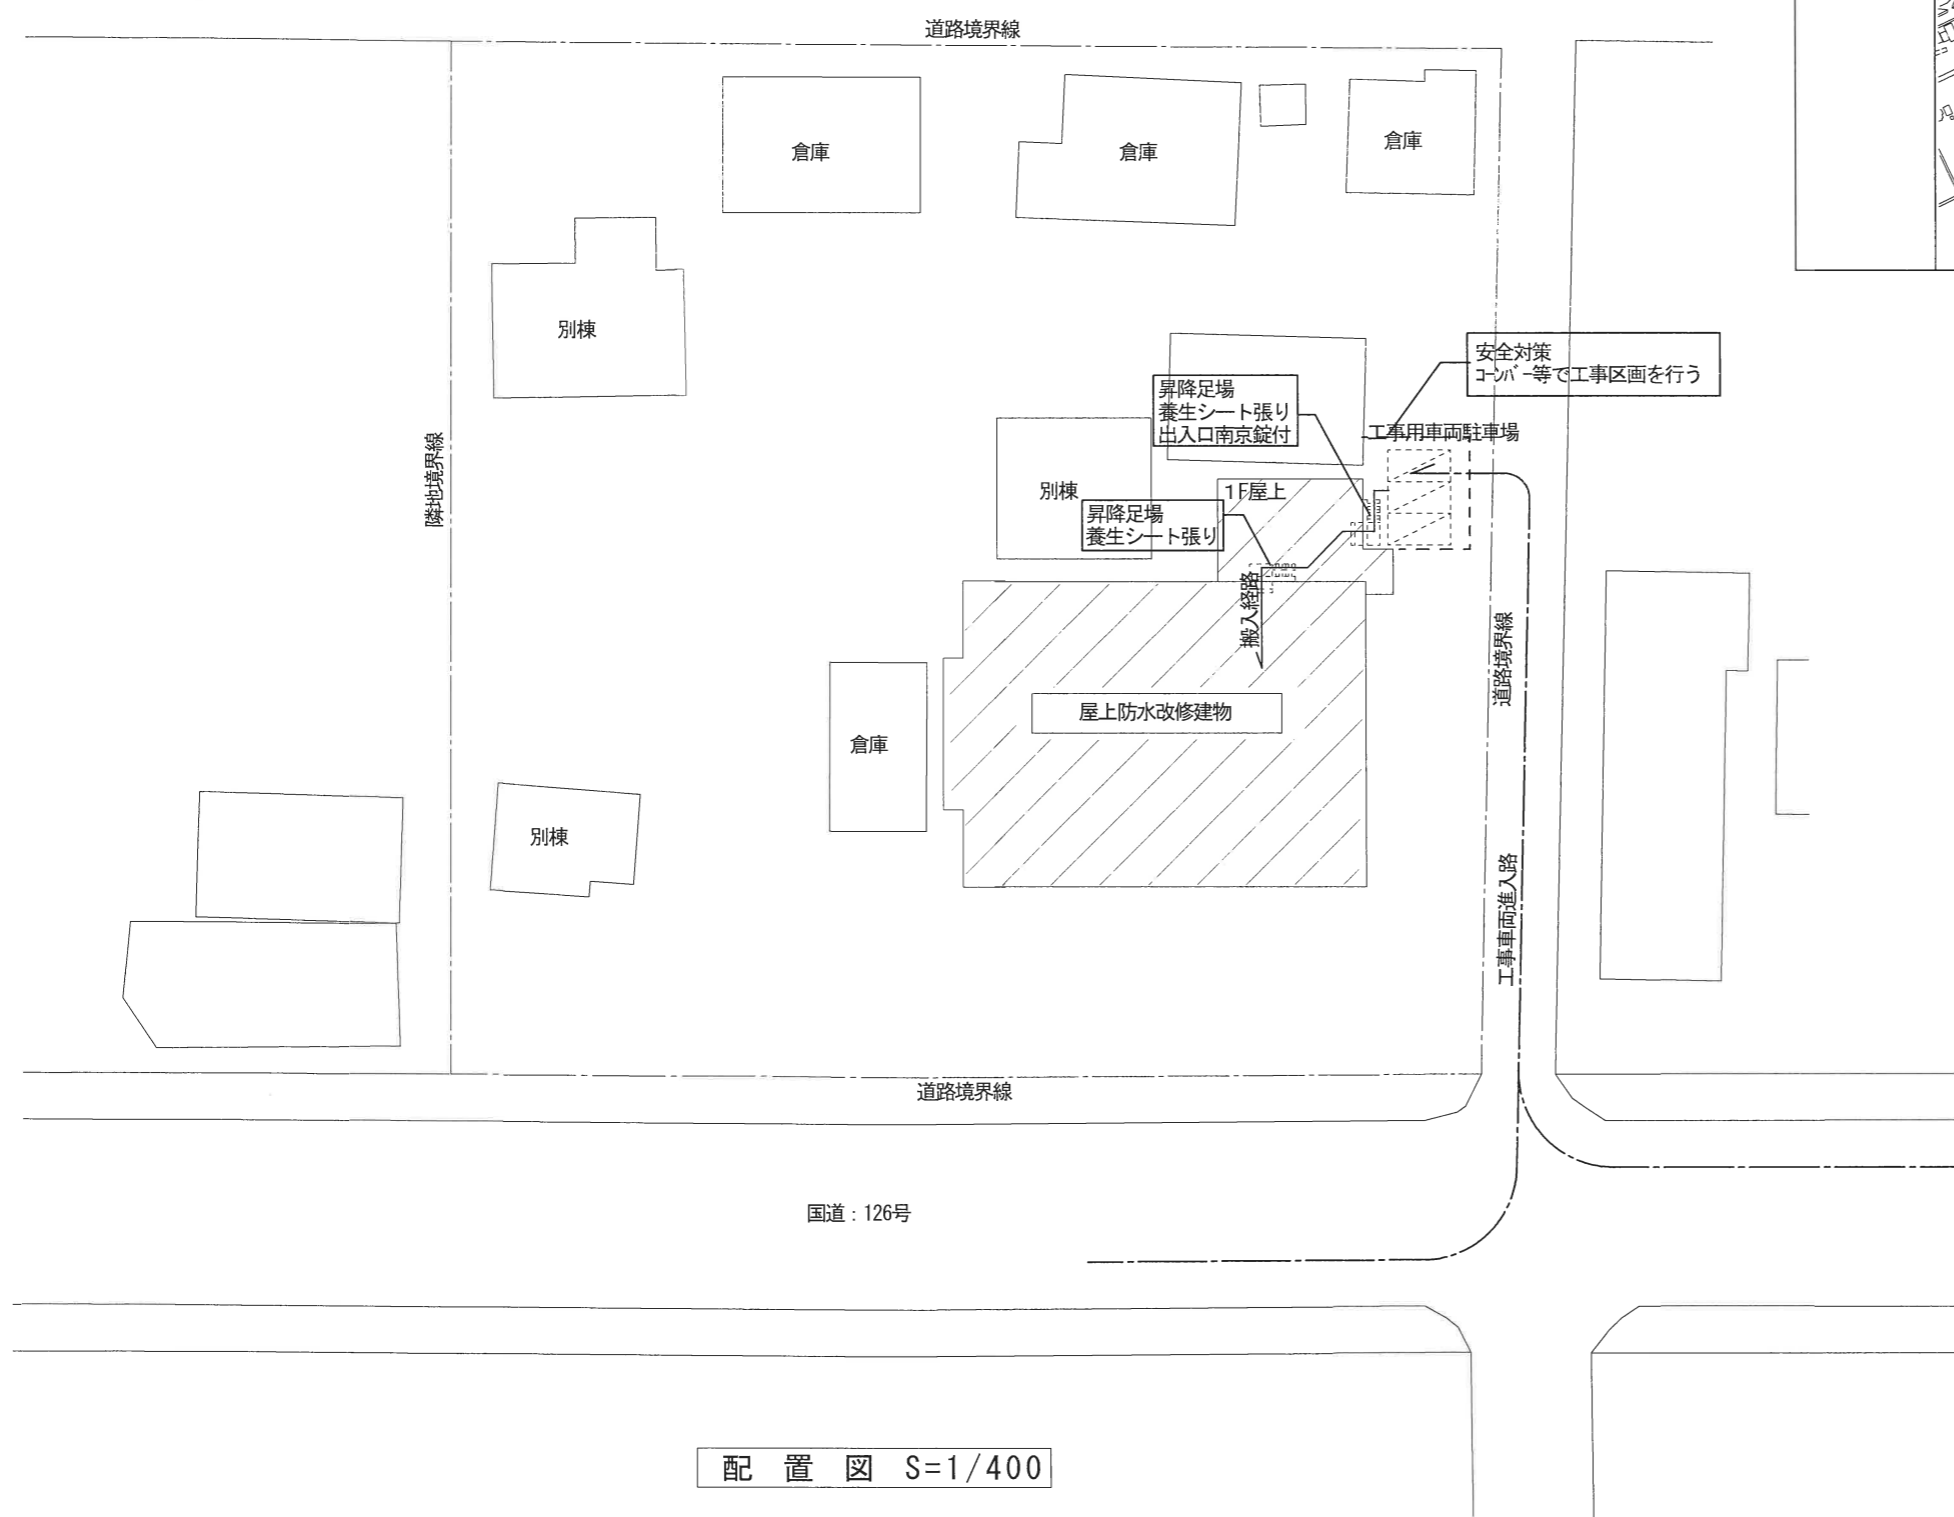 道路境界線
倉庫
倉庫
倉庫
別棟
安全対策
コーンバー等で工事区画を行う
昇降足場
養生シート張り
出入口南京錠付
工事用車両駐車場
隣地境界線
別棟
1F屋上
昇降足場
養生シート張り
搬入経路
道路境界線
屋上防水改修建物
倉庫
別棟
工事車両進入路
道路境界線
国道：126号
配 置 図 S=1/400